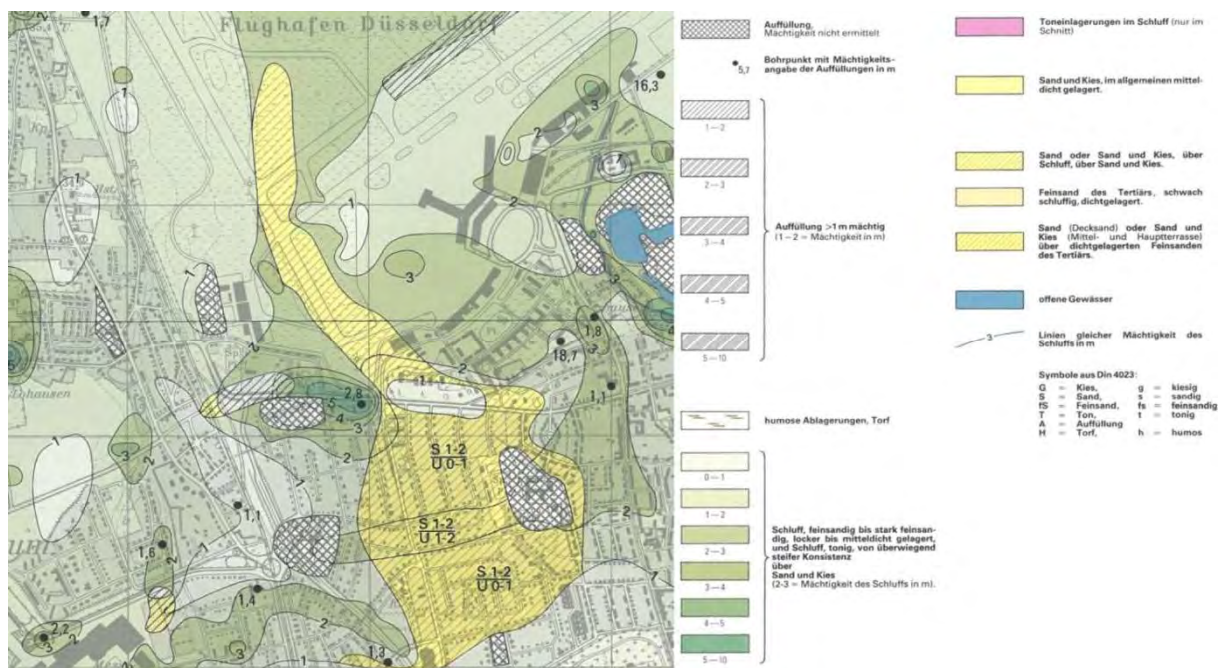 Flughafen Düsseldorf
1,7
16,3
1,8
18,7
1,1
2,8
S 1-2
U 0-1
S 1-2
U 1-2
S 1-2
U 0-1
1,1
1,6
1,4
2,2
1,3
Auffüllung,
Mächtigkeit nicht ermittelt
5,7
Bohrpunkt mit Mächtigkeits-
angabe der Auffüllungen in m
1—2
2—3
3—4
4—5
5—10
Auffüllung >1 m mächtig
(1 – 2 = Mächtigkeit in m)
humose Ablagerungen, Torf
0—1
1—2
2—3
3—4
4—5
5—10
Schluff, feinsandig bis stark feinsan-
dig, locker bis mitteldicht gelagert,
und Schluff, tonig, von überwiegend
steifer Konsistenz
über
Sand und Kies
(2-3 = Mächtigkeit des Schluffs in m).
Toneinlagerungen im Schluff (nur im
Schnitt)
Sand und Kies, im allgemeinen mittel-
dicht gelagert.
Sand oder Sand und Kies, über
Schluff, über Sand und Kies.
Feinsand des Tertiärs, schwach
schluffig, dichtgelagert.
Sand (Decksand) oder Sand und
Kies (Mittel- und Hauptterrasse)
über dichtgelagerten Feinsanden
des Tertiärs.
offene Gewässer
3
Linien gleicher Mächtigkeit des
Schluffs in m
Symbole aus Din 4023:
G = Kies, g = kiesig
S = Sand, s = sandig
fS = Feinsand, fs = feinsandig
T = Ton, t = tonig
A = Auffüllung
H = Torf, h = humos